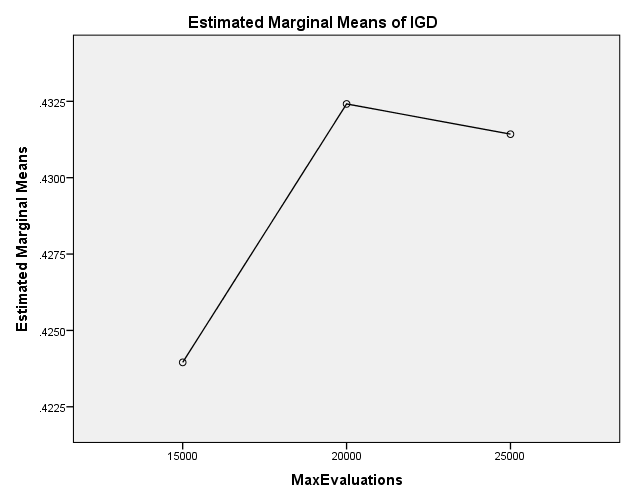 Estimated Marginal Means of IGD
Estimated Marginal Means
.4325
.4300
.4275
.4250
.4225
15000 20000 25000
MaxEvaluations